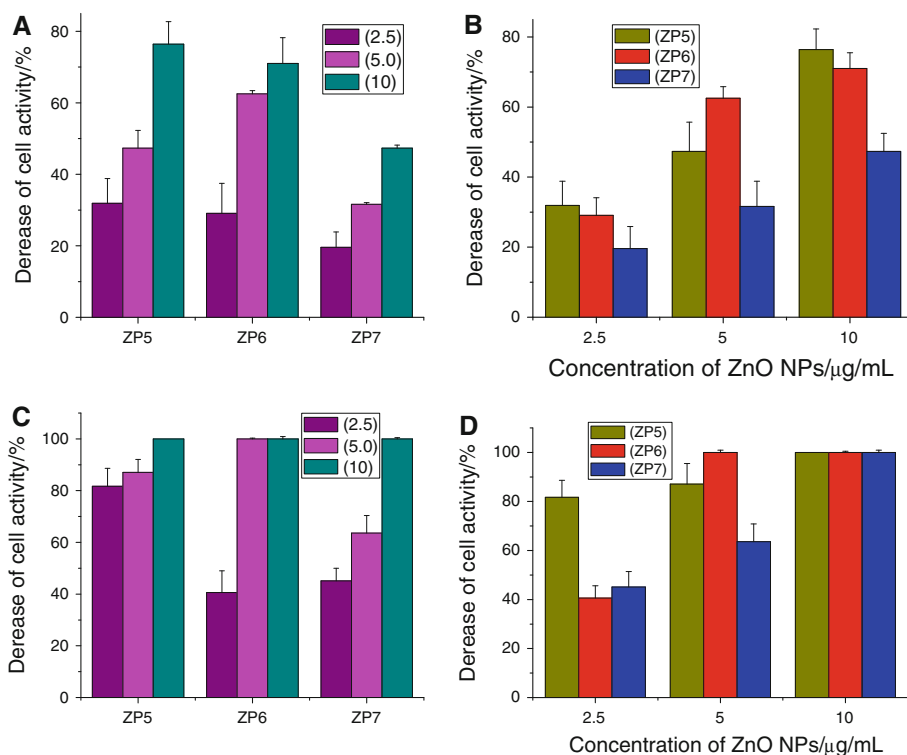 A
Derease of cell activity/%
80
60
40
20
0
(2.5)
(5.0)
(10)
ZP5
ZP6
ZP7
B
Derease of cell activity/%
80
60
40
20
0
(ZP5)
(ZP6)
(ZP7)
2.5
5
10
Concentration of ZnO NPs/μg/mL
C
Derease of cell activity/%
100
80
60
40
20
0
(2.5)
(5.0)
(10)
ZP5
ZP6
ZP7
D
Derease of cell activity/%
100
80
60
40
20
0
(ZP5)
(ZP6)
(ZP7)
2.5
5
10
Concentration of ZnO NPs/μg/mL